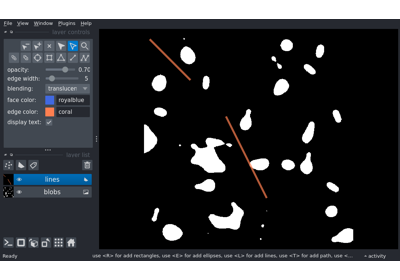 File View Window Plugins Help
layer controls
opacity: 0.70
edge width: 5
blending: translucen
face color: royalblue
edge color: coral
display text:
layer list
lines
blobs
Ready use <R> for add rectangles, use <E> for add ellipses, use <L> for add lines, use <T> for add path, use <... activity